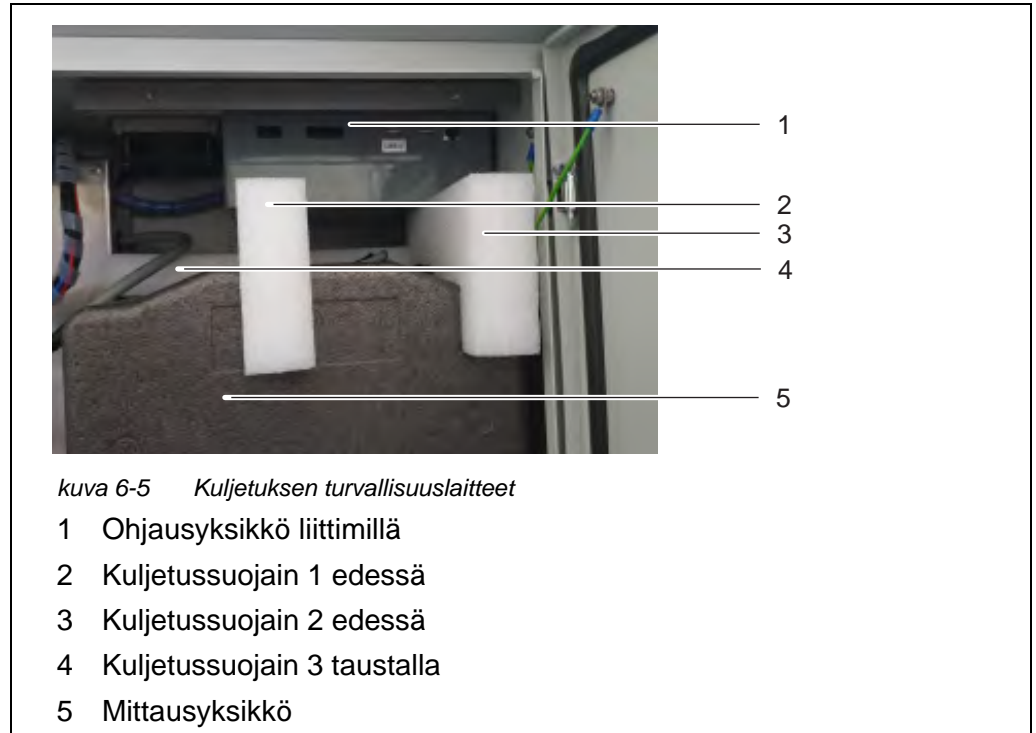 1
2
3
4
5
kuva 6-5 Kuljetuksen turvallisuuslaitteet
1 Ohjausyksikkö liittimillä
2 Kuljetussuojain 1 edessä
3 Kuljetussuojain 2 edessä
4 Kuljetussuojain 3 taustalla
5 Mittausyksikkö